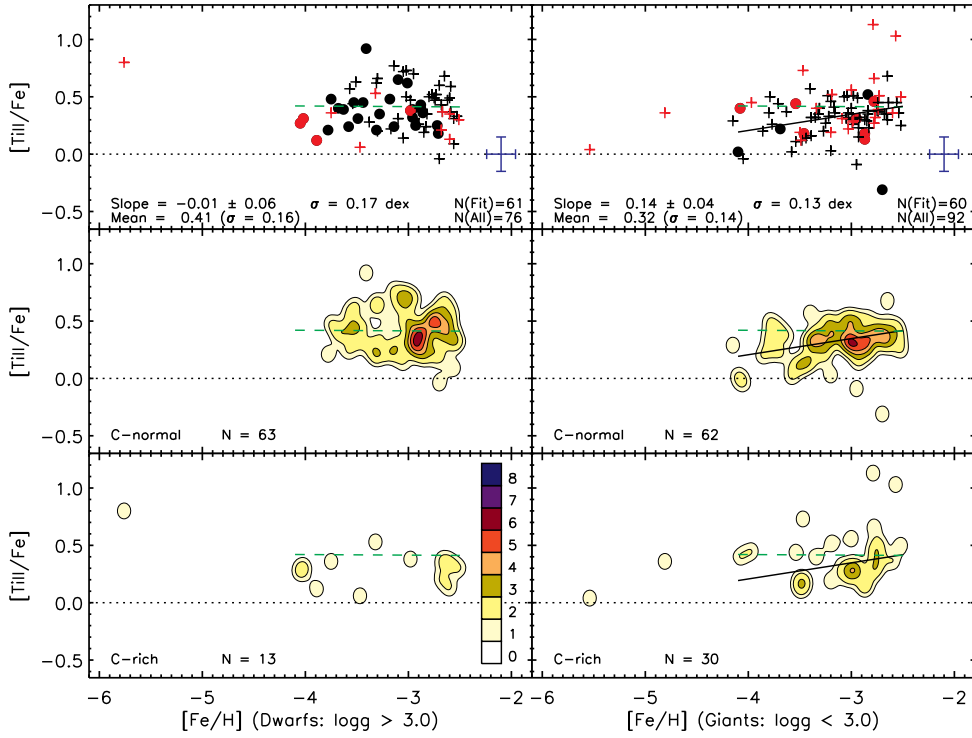 1.0
0.5
0.0
−0.5
[TiII/Fe]
Slope = −0.01 ± 0.06 σ = 0.17 dex N(Fit)=61
Mean = 0.41 (σ = 0.16) N(All)=76
Slope = 0.14 ± 0.04 σ = 0.13 dex N(Fit)=60
Mean = 0.32 (σ = 0.14) N(All)=92
1.0
0.5
0.0
−0.5
[TiII/Fe]
C−normal N = 63
C−normal N = 62
1.0
0.5
0.0
−0.5
[TiII/Fe]
C−rich N = 13
8
7
6
5
4
3
2
1
0
C−rich N = 30
−6 −5 −4 −3 −2
−6 −5 −4 −3 −2
[Fe/H] (Dwarfs: logg > 3.0)
[Fe/H] (Giants: logg < 3.0)